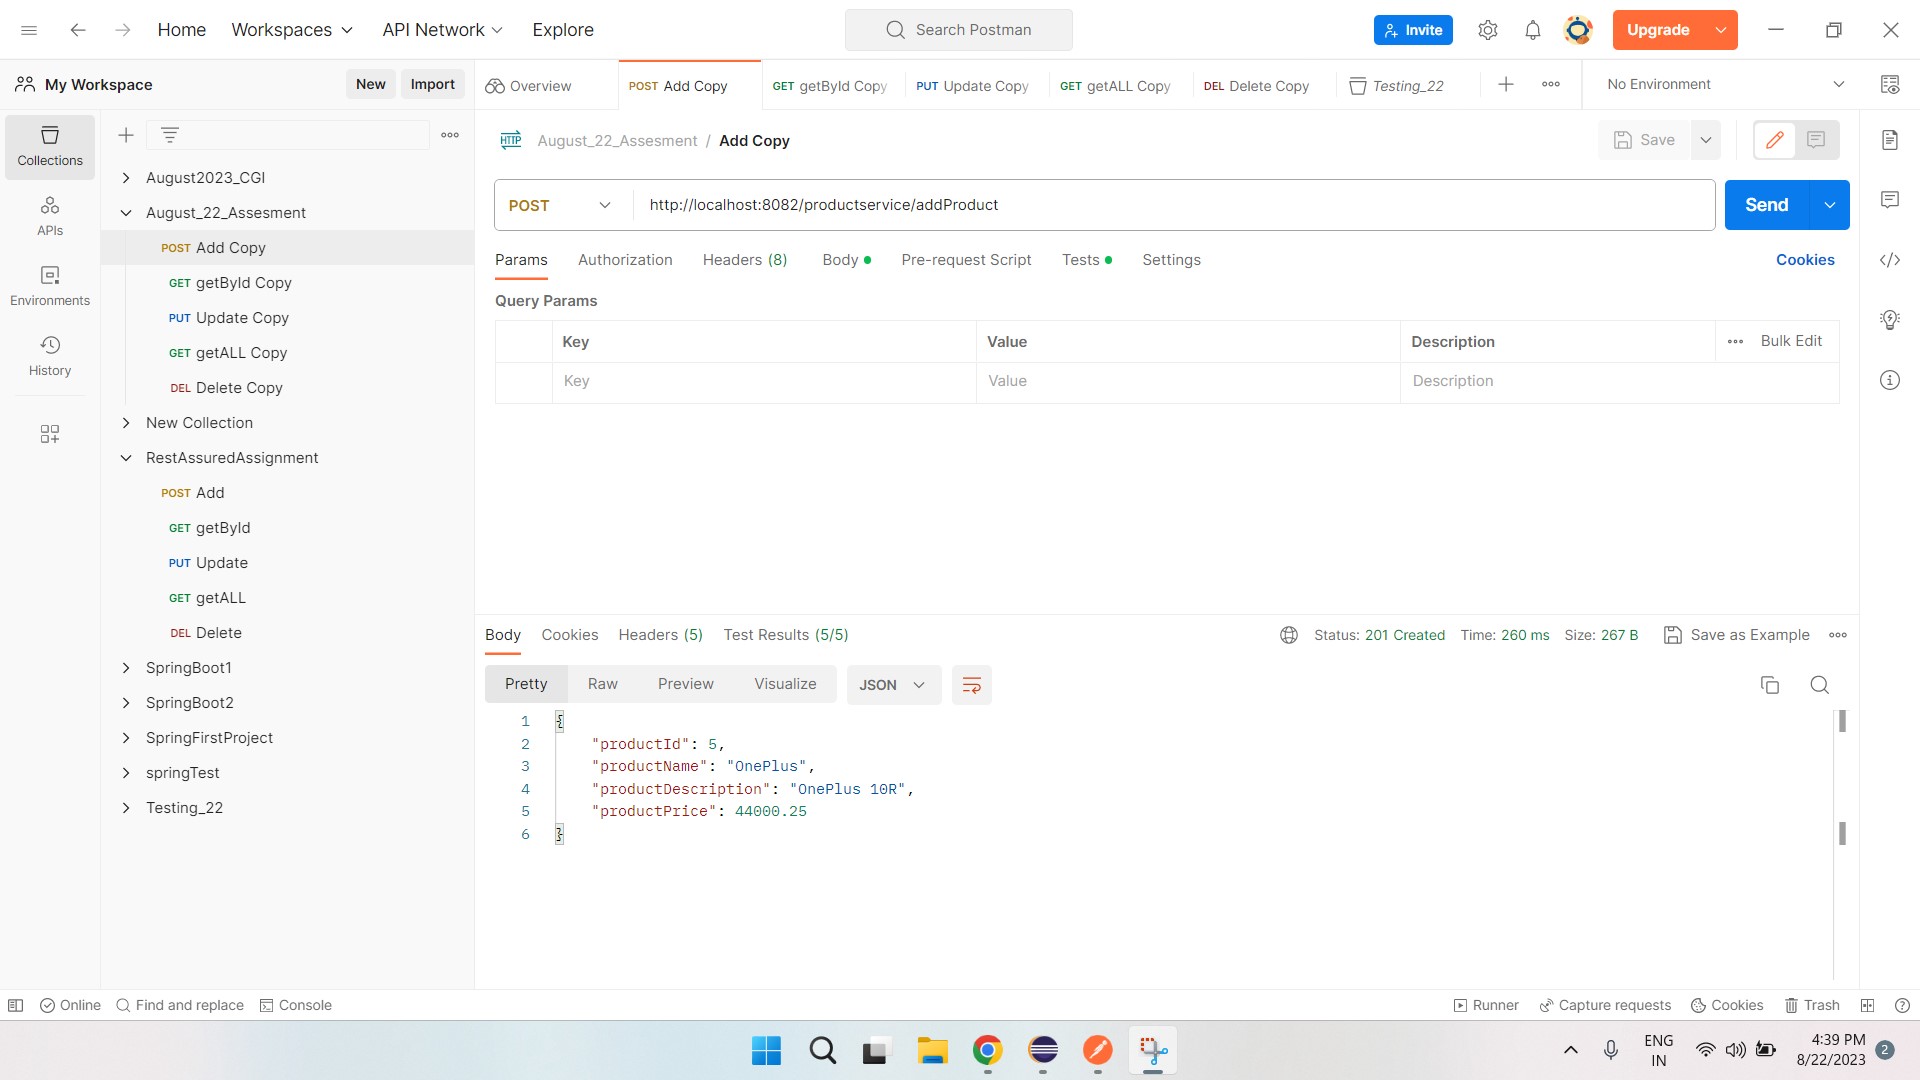 Home
Workspaces
API Network
Explore
Search Postman
Invite
Upgrade
My Workspace
New
Import
Overview
POST Add Copy
GET getById Copy
PUT Update Copy
GET getALL Copy
DEL Delete Copy
Testing_22
No Environment
Collections
APIs
Environments
History
August2023_CGI
August_22_Assesment
POST Add Copy
GET getById Copy
PUT Update Copy
GET getALL Copy
DEL Delete Copy
New Collection
RestAssuredAssignment
POST Add
GET getById
PUT Update
GET getALL
DEL Delete
SpringBoot1
SpringBoot2
SpringFirstProject
springTest
Testing_22
HTTP August_22_Assesment / Add Copy
Save
POST http://localhost:8082/productservice/addProduct
Send
Params Authorization Headers (8) Body Pre-request Script Tests Settings
Cookies
Query Params
Key Value Description Bulk Edit
Key Value Description
Body Cookies Headers (5) Test Results (5/5)
Status: 201 Created Time: 260 ms Size: 267 B Save as Example
Pretty Raw Preview Visualize JSON
1 {
2 "productId": 5,
3 "productName": "OnePlus",
4 "productDescription": "OnePlus 10R",
5 "productPrice": 44000.25
6 }
Online
Find and replace
Console
Runner
Capture requests
Cookies
Trash
ENG
IN
4:39 PM
8/22/2023
2